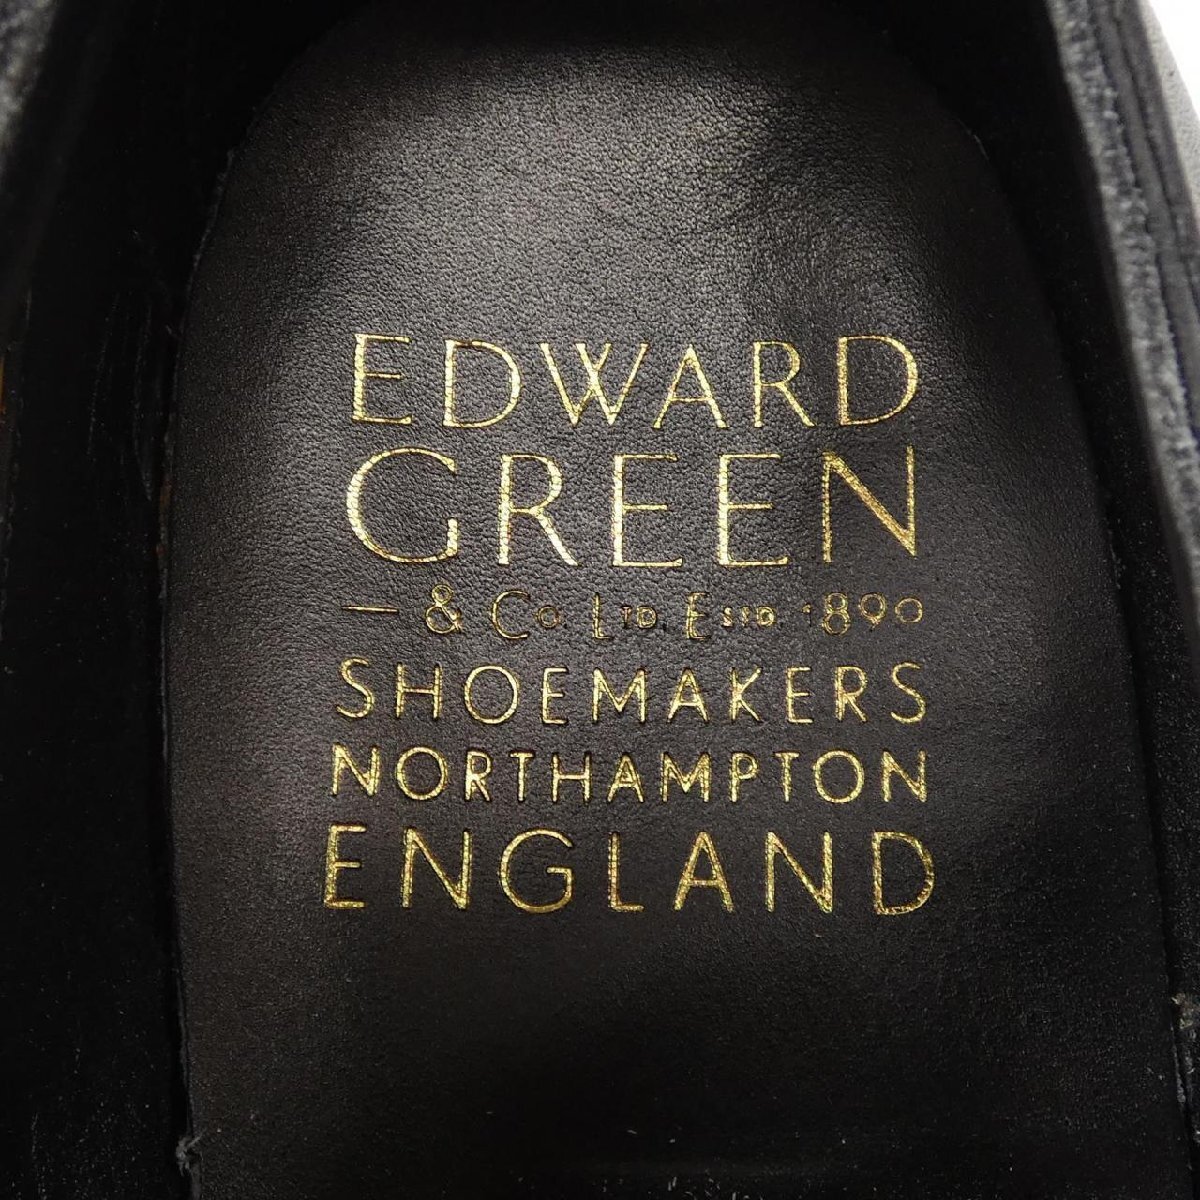 EDWARD
GREEN
— & Co. LTD. ESTD 1890
SHOEMAKERS
NORTHAMPTON
ENGLAND